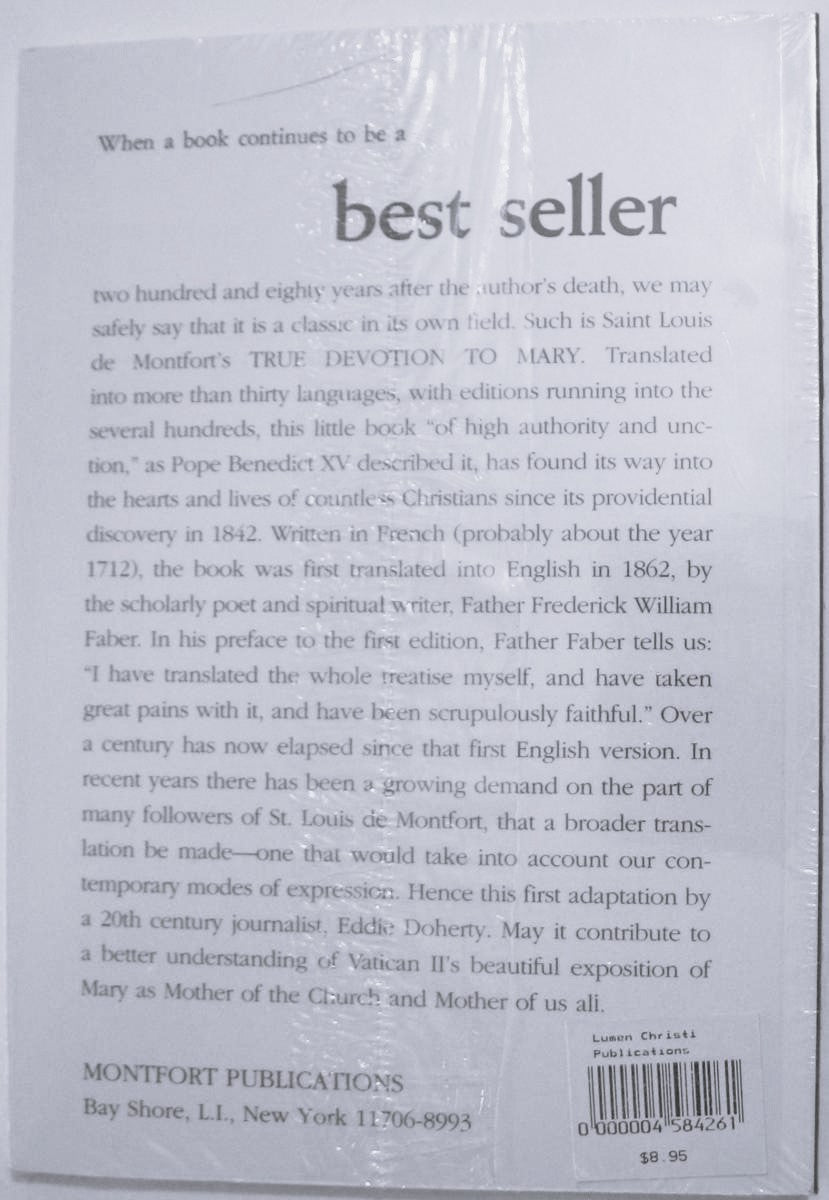 When a book continues to be a
best seller
two hundred and eighty years after the author's death, we may
safely say that it is a classic in its own field. Such is Saint Louis
de Montfort's TRUE DEVOTION TO MARY. Translated
into more than thirty languages, with editions running into the
several hundreds, this little book “of high authority and unc-
tion,” as Pope Benedict XV described it, has found its way into
the hearts and lives of countless Christians since its providential
discovery in 1842. Written in French (probably about the year
1712), the book was first translated into English in 1862, by
the scholarly poet and spiritual writer, Father Frederick William
Faber. In his preface to the first edition, Father Faber tells us:
“I have translated the whole treatise myself, and have taken
great pains with it, and have been scrupulously faithful.” Over
a century has now elapsed since that first English version. In
recent years there has been a growing demand on the part of
many followers of St. Louis de Montfort, that a broader trans-
lation be made—one that would take into account our con-
temporary modes of expression. Hence this first adaptation by
a 20th century journalist, Eddie Doherty. May it contribute to
a better understanding of Vatican II's beautiful exposition of
Mary as Mother of the Church and Mother of us all.
Lumen Christi
Publications
MONTFORT PUBLICATIONS
Bay Shore, L.I., New York 11706-8993
0 000004 584261
$8.95